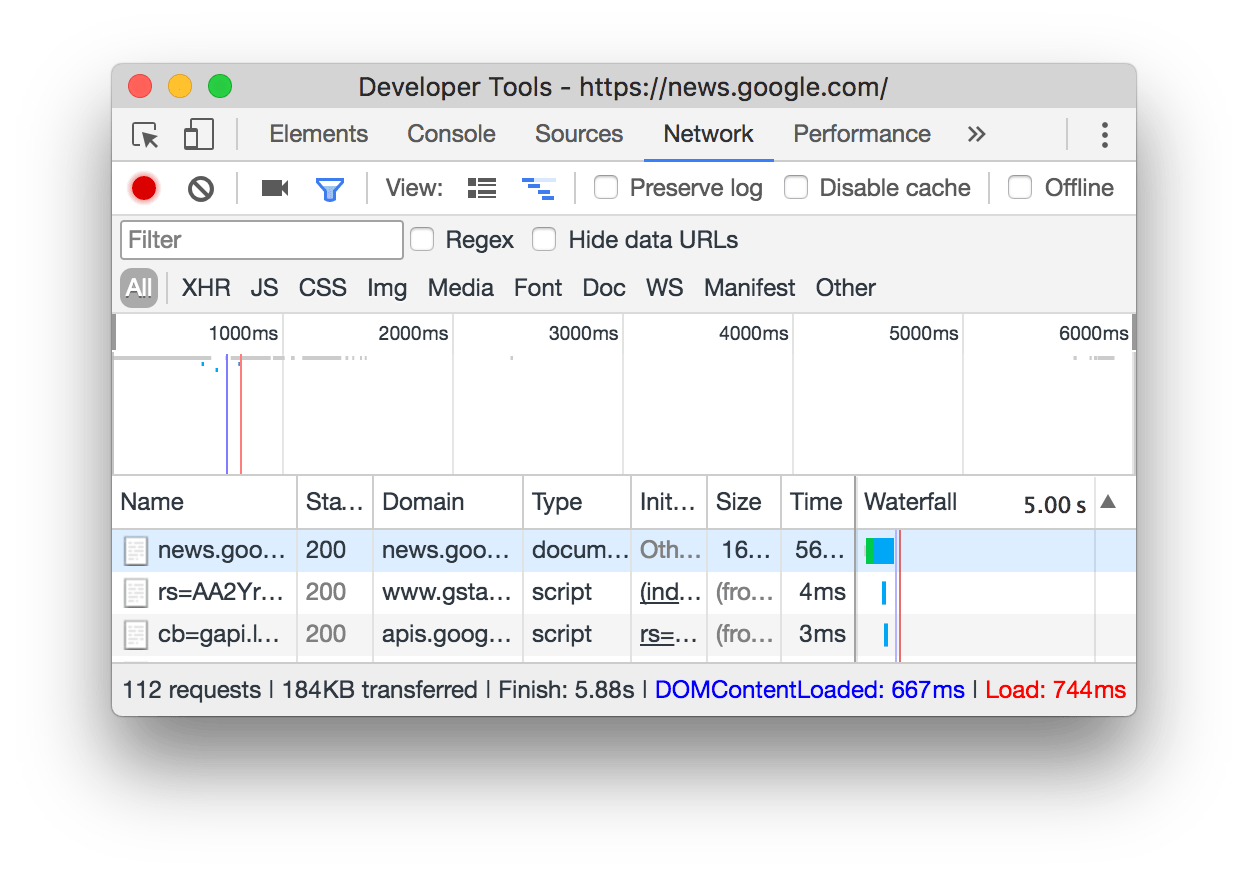 Developer Tools - https://news.google.com/
Elements Console Sources Network Performance »
View: Preserve log Disable cache Offline
Filter Regex Hide data URLs
All XHR JS CSS Img Media Font Doc WS Manifest Other
1000ms 2000ms 3000ms 4000ms 5000ms 6000ms
Name Sta... Domain Type Init... Size Time Waterfall 5.00 s ▲
news.goo... 200 news.goo... docum... Oth... 16... 56...
rs=AA2Yr... 200 www.gsta... script (ind... (fro... 4ms
cb=gapi.l... 200 apis.goog... script rs=... (fro... 3ms
112 requests | 184KB transferred | Finish: 5.88s | DOMContentLoaded: 667ms | Load: 744ms